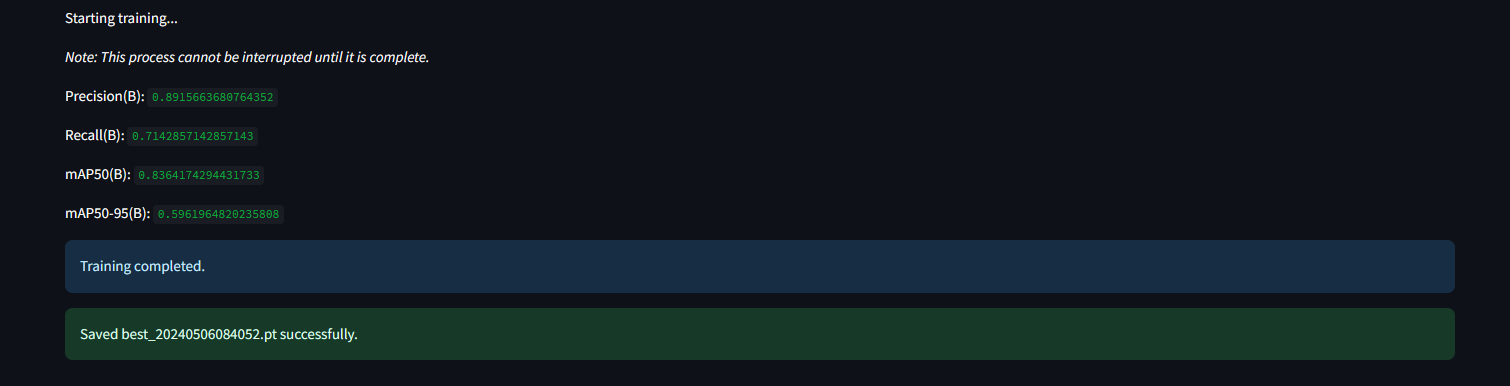 Starting training...
Note: This process cannot be interrupted until it is complete.
Precision(B): 0.8915663680764352
Recall(B): 0.7142857142857143
mAP50(B): 0.8364174294431733
mAP50-95(B): 0.5961964820235808
Training completed.
Saved best_20240506084052.pt successfully.